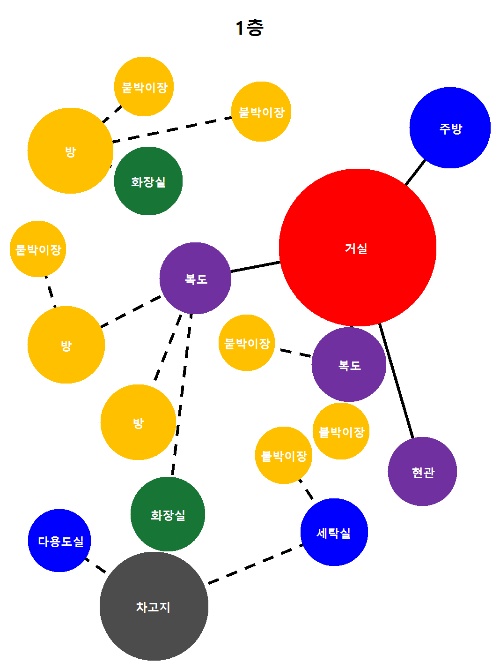 1층
붙박이장
붙박이장
주방
방
화장실
거실
붙박이장
복도
붙박이장
방
복도
방
붙박이장
붙박이장
현관
화장실
세탁실
다용도실
차고지